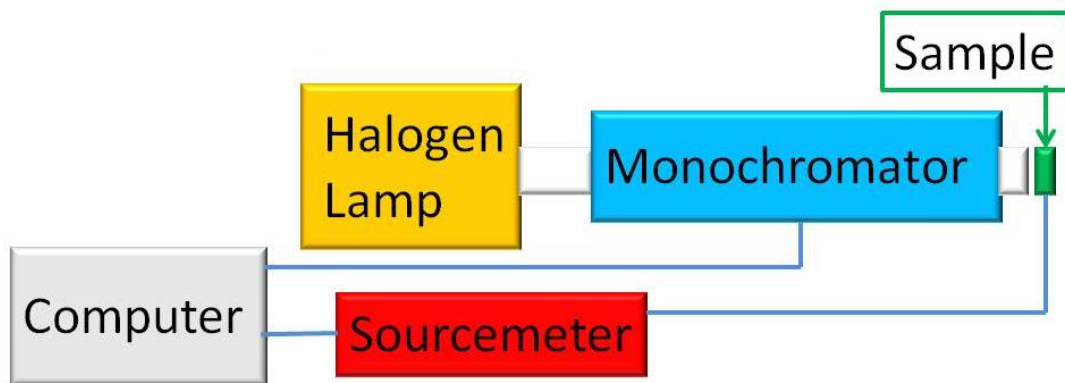 Sample
Halogen
Lamp
Monochromator
Computer
Sourcemeter